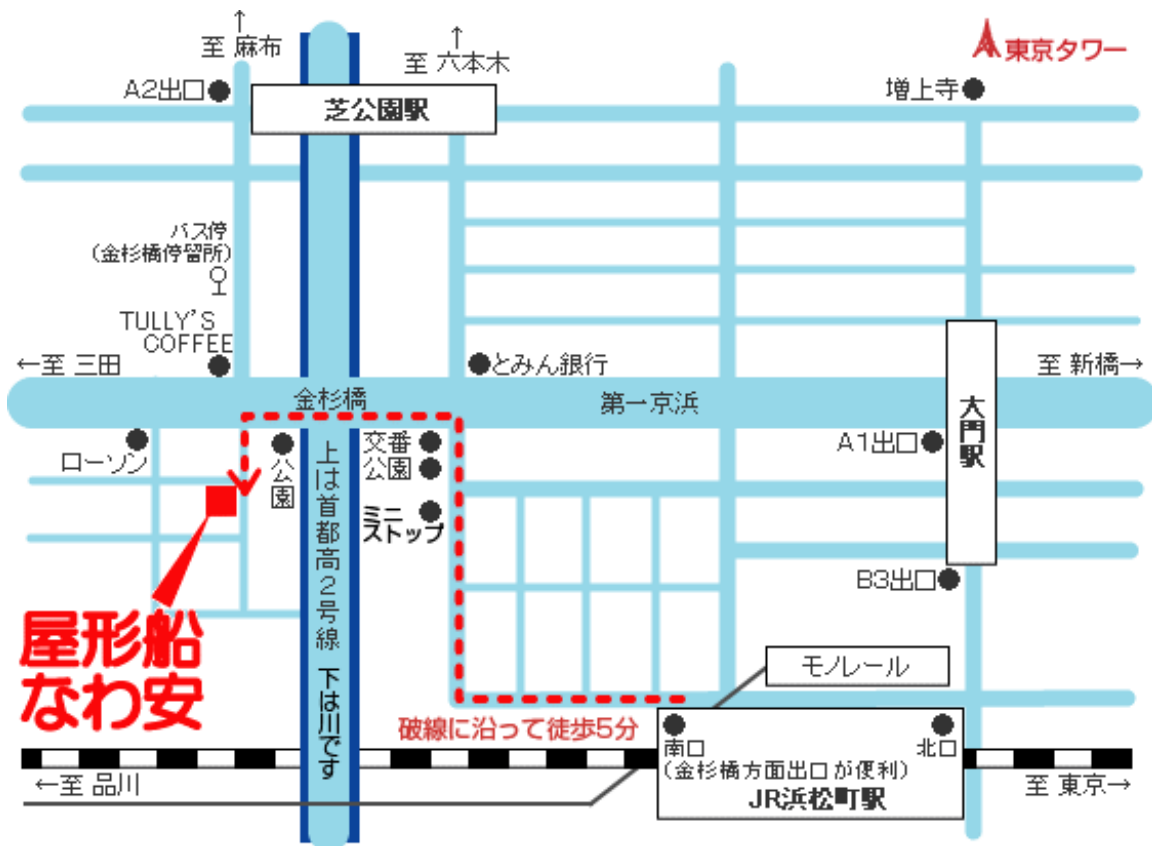 ↑
至 麻布
↑
至 六本木
東京タワー
A2出口
芝公園駅
増上寺
バス停
(金杉橋停留所)
TULLY'S
COFFEE
←至 三田
とみん銀行
至 新橋→
金杉橋
第一京浜
大門駅
ローソン
公園
上は首都高2号線 下は川です
交番
公園
ミニ
ストップ
A1出口
B3出口
屋形船
なわ安
モノレール
破線に沿って徒歩5分
南口
北口
(金杉橋方面出口が便利)
JR浜松町駅
←至 品川
至 東京→